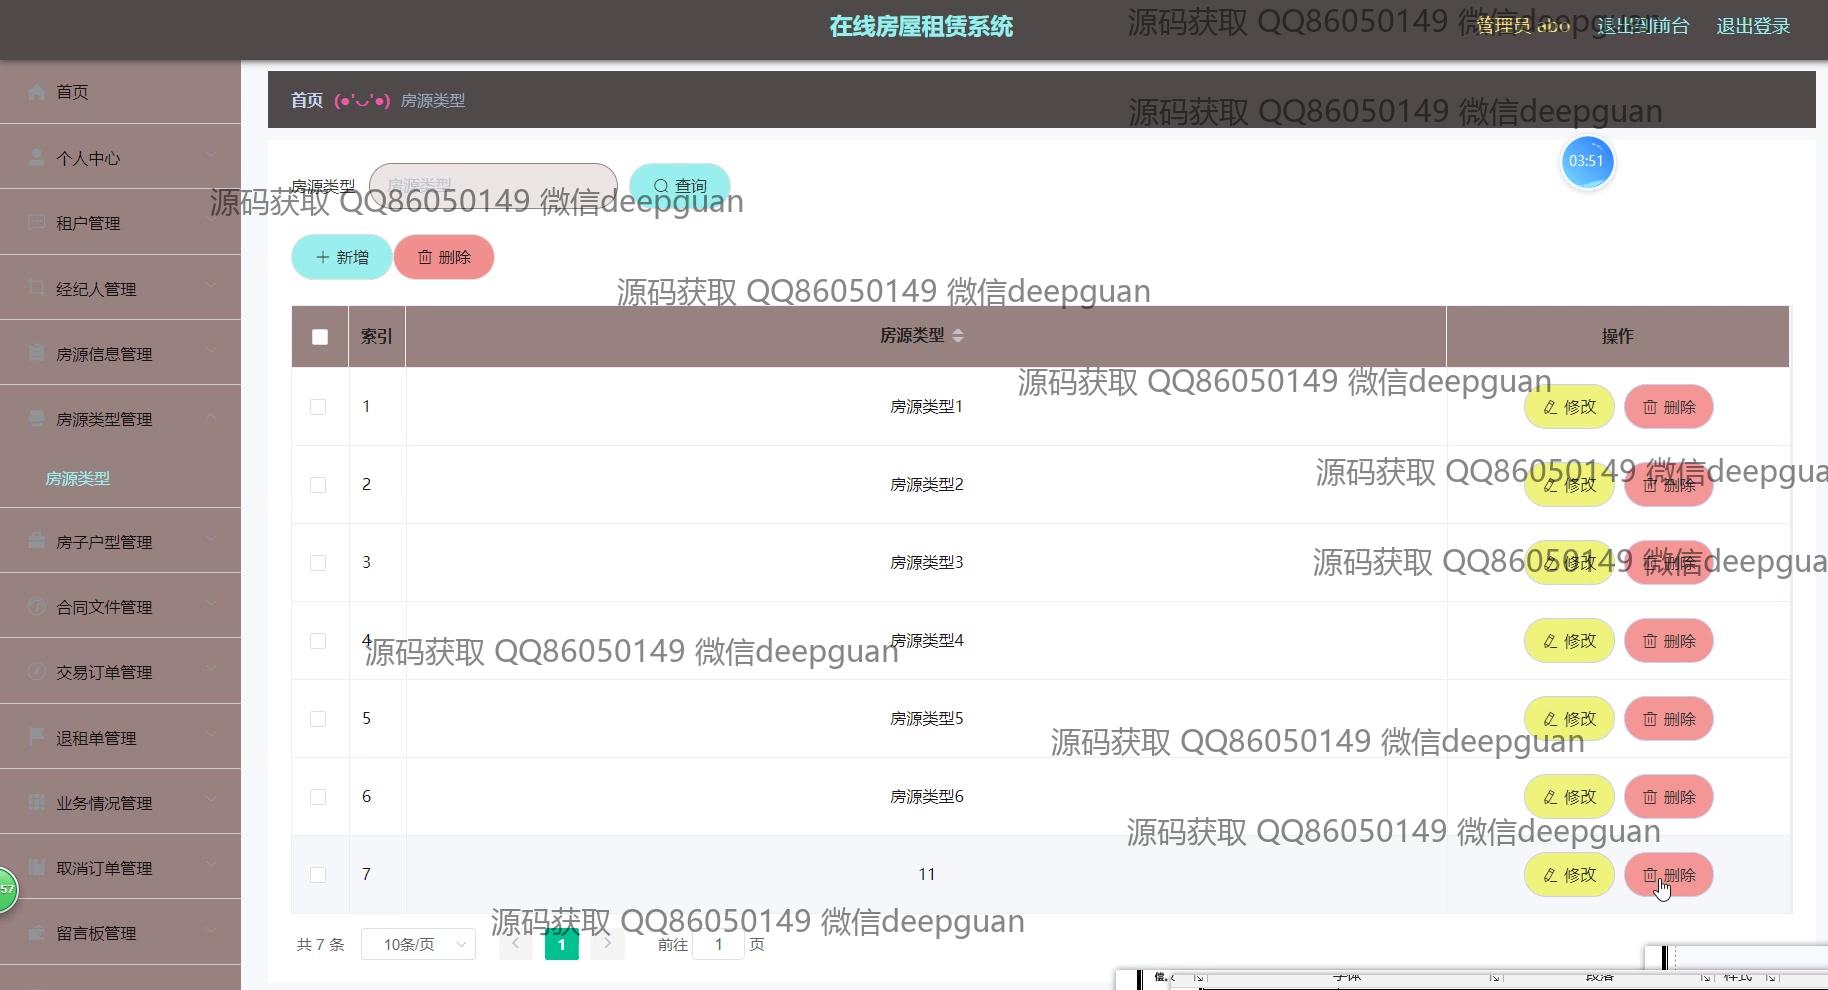 在线房屋租赁系统
管理员 abo 退出到前台 退出登录
源码获取 QQ86050149 微信deepguan
首页
个人中心
租户管理
经纪人管理
房源信息管理
房源类型管理
房源类型
房子户型管理
合同文件管理
交易订单管理
退租单管理
业务情况管理
取消订单管理
留言板管理
57
首页 (●'◡'●) 房源类型
源码获取 QQ86050149 微信deepguan
03:51
房源类型 房源类型 查询
源码获取 QQ86050149 微信deepguan
新增 删除
源码获取 QQ86050149 微信deepguan
索引 房源类型 操作
源码获取 QQ86050149 微信deepguan
1 房源类型1 修改 删除
源码获取 QQ86050149 微信deepgua
2 房源类型2 修改 删除
源码获取 QQ86050149 微信deepgua
3 房源类型3 修改 删除
源码获取 QQ86050149 微信deepguan
4 房源类型4 修改 删除
5 房源类型5 修改 删除
源码获取 QQ86050149 微信deepguan
6 房源类型6 修改 删除
源码获取 QQ86050149 微信deepguan
7 11 修改 删除
源码获取 QQ86050149 微信deepguan
共 7 条 10条/页 1 前往 1 页
字体 段落 样式